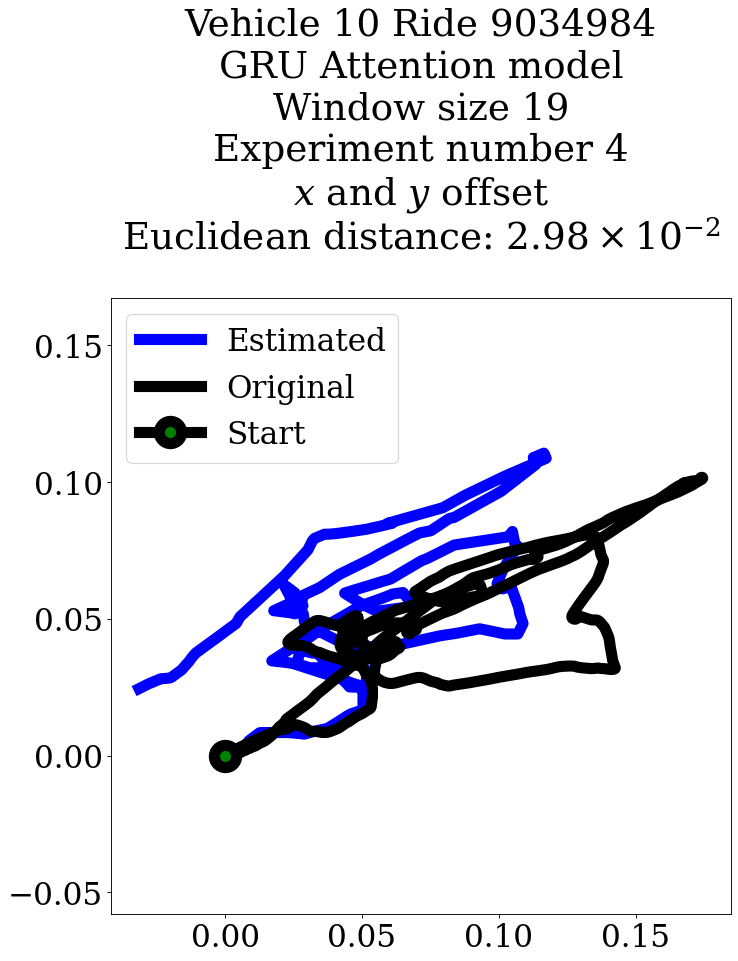 Vehicle 10 Ride 9034984
GRU Attention model
Window size 19
Experiment number 4
x and y offset
Euclidean distance: 2.98 × 10⁻²
Estimated
Original
Start
0.15
0.10
0.05
0.00
−0.05
0.00 0.05 0.10 0.15